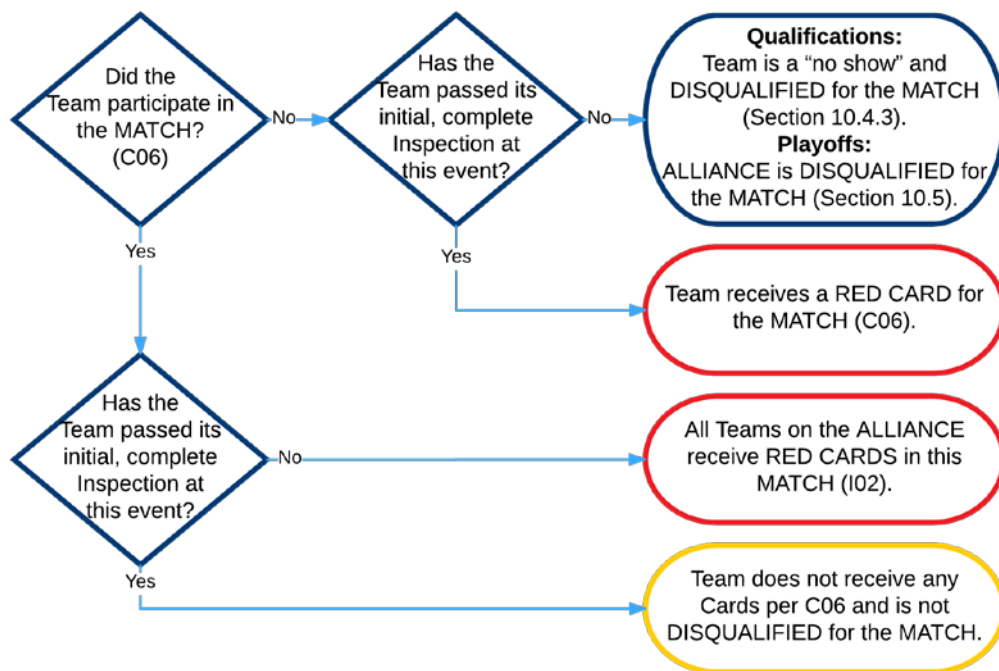 Did the
Team participate in
the MATCH?
(C06)
No
Has the
Team passed its
initial, complete
Inspection at
this event?
No
Qualifications:
Team is a “no show” and
DISQUALIFIED for the MATCH
(Section 10.4.3).
Playoffs:
ALLIANCE is DISQUALIFIED for
the MATCH (Section 10.5).
Yes
Yes
Team receives a RED CARD for
the MATCH (C06).
Has the
Team passed its
initial, complete
Inspection at
this event?
No
All Teams on the ALLIANCE
receive RED CARDS in this
MATCH (I02).
Yes
Team does not receive any
Cards per C06 and is not
DISQUALIFIED for the MATCH.